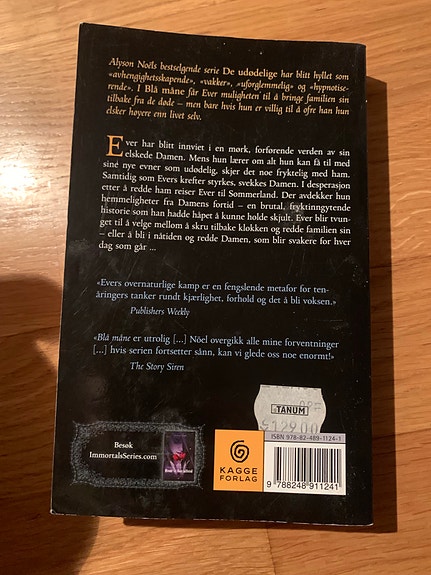 Alyson Noëls bestselgende serie De udødelige har blitt hyllet som
«avhengighetsskapende», «vakker», «uforglemmelig» og «hypnotise-
rende». I Blå måne får Ever muligheten til å bringe familien sin
tilbake fra de døde – men bare hvis hun er villig til å ofre han hun
elsker høyere enn livet selv.
Ever har blitt innviet i en mørk, forførende verden av sin
elskede Damen. Mens hun lærer om alt hun kan få til med
sine nye evner som udødelig, skjer det noe fryktelig med ham.
Samtidig som Evers krefter styrkes, svekkes Damen. I desperasjon
etter å redde ham reiser Ever til Sommerland. Der avdekker hun
hemmeligheter fra Damens fortid – en brutal, fryktinngytende
historie som han hadde håpet å kunne holde skjult. Ever blir tvun-
get til å velge mellom å skru tilbake klokken og redde familien sin
– eller å bli i nåtiden og redde Damen, som blir svakere for hver
dag som går ...
«Evers overnaturlige kamp er en fengslende metafor for ten-
åringers tanker rundt kjærlighet, forhold og det å bli voksen.»
Publishers Weekly
«Blå måne er utrolig [...] Nöel overgikk alle mine forventninger
[...] hvis serien fortsetter sånn, kan vi glede oss noe enormt!»
The Story Siren
TANUM
129.00
Besøk
ImmortalsSeries.com
KAGGE
FORLAG
ISBN 978-82-489-1124-1
9 788248 911241